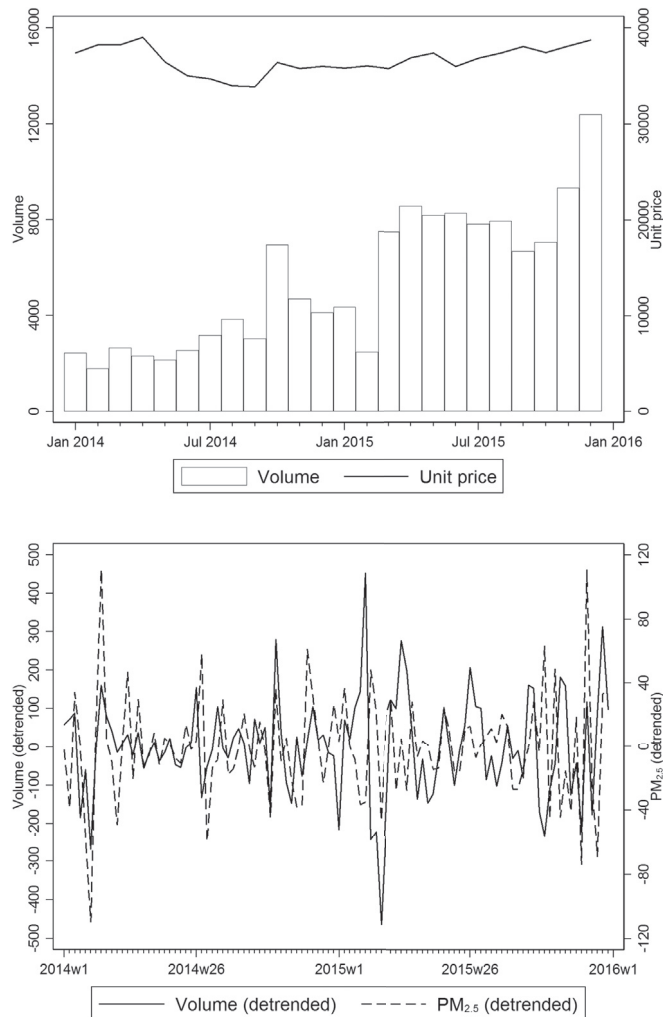 16000
12000
8000
4000
0
Volume
40000
30000
20000
10000
0
Unit price
Jan 2014
Jul 2014
Jan 2015
Jul 2015
Jan 2016
Volume
Unit price
500
400
300
200
100
0
-100
-200
-300
-400
-500
Volume (detrended)
120
80
40
0
-40
-80
-120
PM2.5 (detrended)
2014w1
2014w26
2015w1
2015w26
2016w1
Volume (detrended)
PM2.5 (detrended)